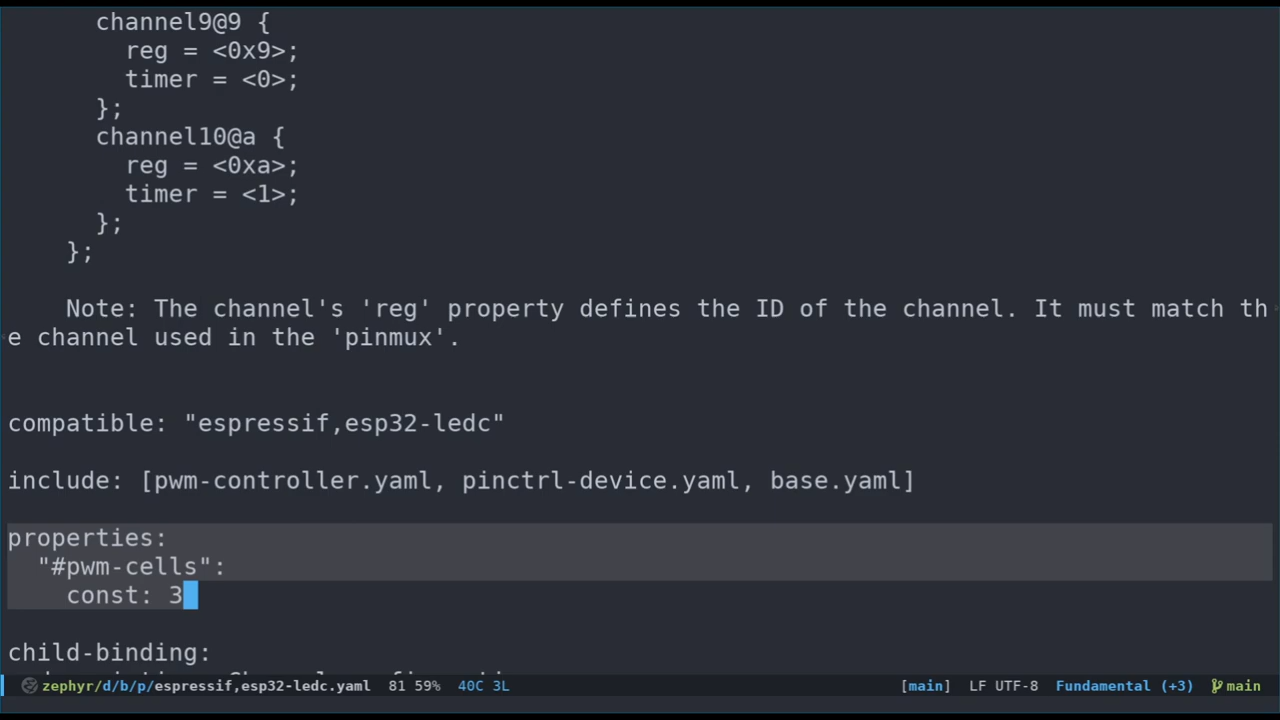 channel9@9 {
        reg = <0x9>;
        timer = <0>;
      };
      channel10@a {
        reg = <0xa>;
        timer = <1>;
      };
    };

    Note: The channel's 'reg' property defines the ID of the channel. It must match th
e channel used in the 'pinmux'.

compatible: "espressif,esp32-ledc"

include: [pwm-controller.yaml, pinctrl-device.yaml, base.yaml]

properties:
  "#pwm-cells":
    const: 3

child-binding:
zephyr/d/b/p/espressif,esp32-ledc.yaml 81 59% 40C 3L [main] LF UTF-8 Fundamental (+3) main